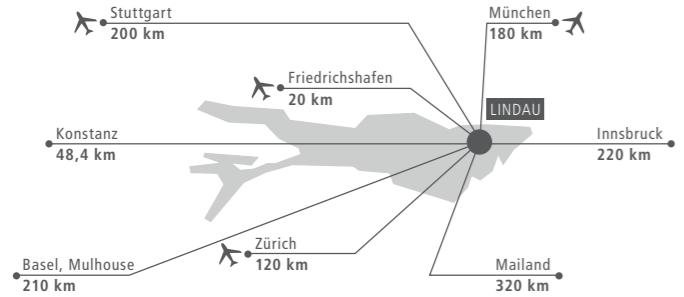 Stuttgart
200 km
München
180 km
Friedrichshafen
20 km
LINDAU
Konstanz
48,4 km
Innsbruck
220 km
Zürich
120 km
Basel, Mulhouse
210 km
Mailand
320 km